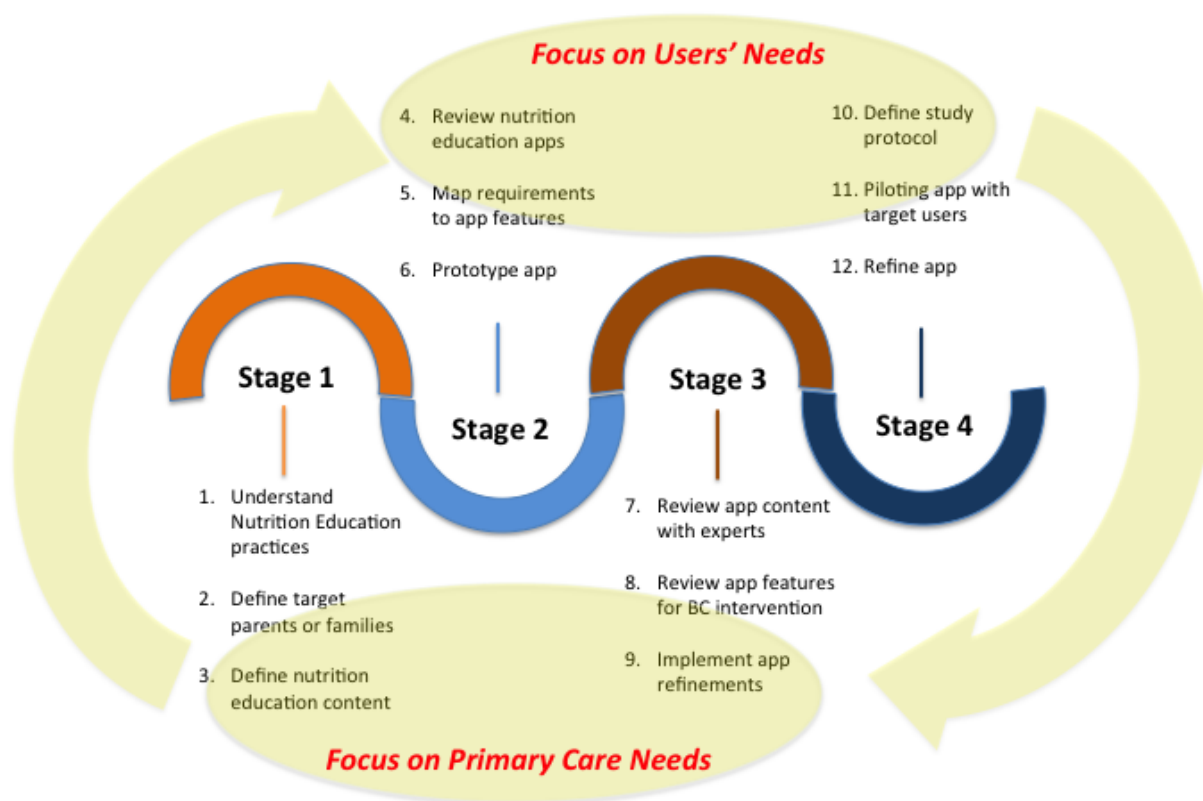 Focus on Users' Needs
4. Review nutrition
education apps
5. Map requirements
to app features
6. Prototype app
10. Define study
protocol
11. Piloting app with
target users
12. Refine app
Stage 1
Stage 2
Stage 3
Stage 4
1. Understand
Nutrition Education
practices
2. Define target
parents or families
3. Define nutrition
education content
7. Review app content
with experts
8. Review app features
for BC intervention
9. Implement app
refinements
Focus on Primary Care Needs